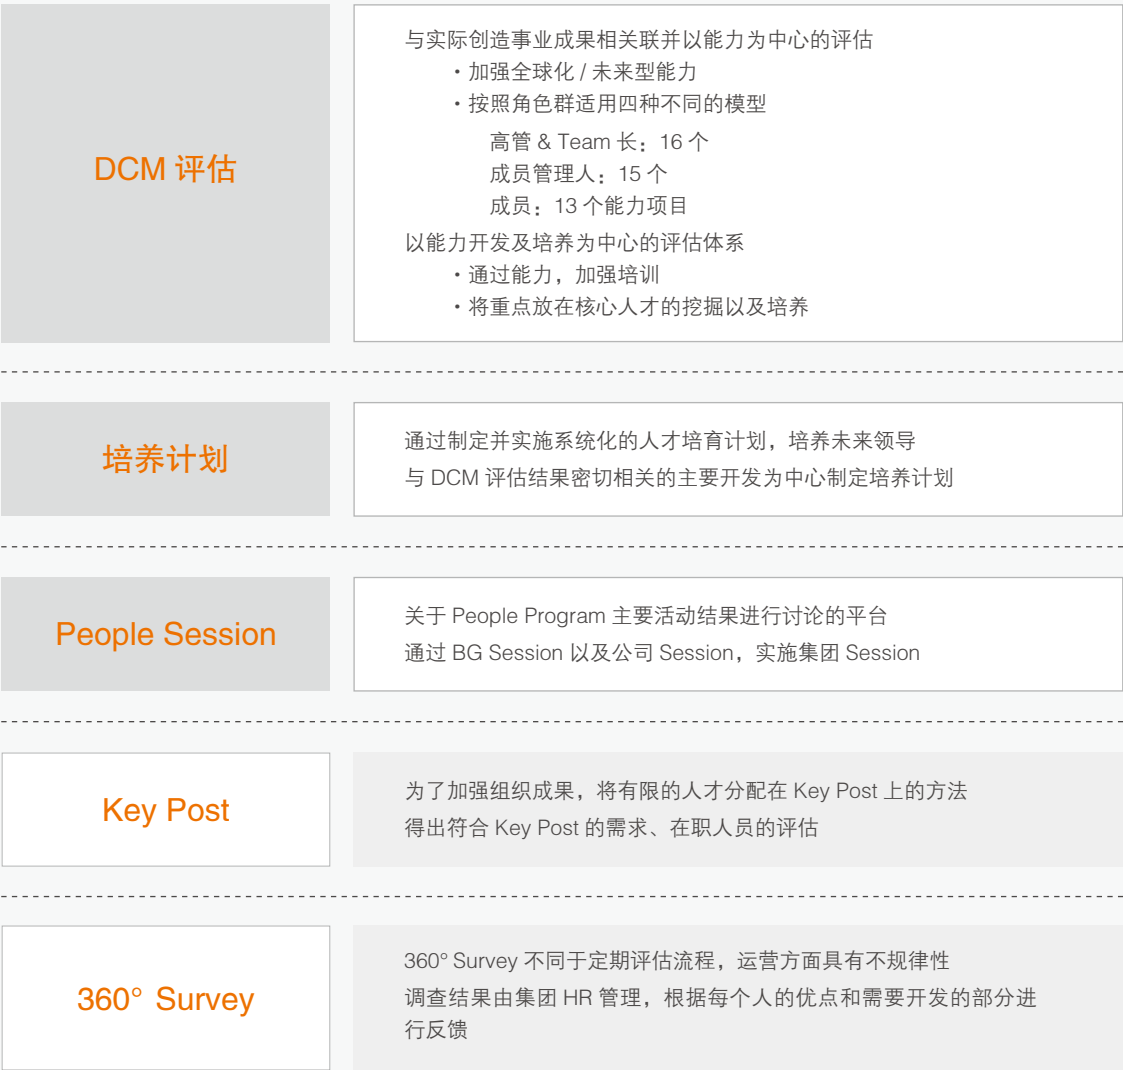 DCM 评估
与实际创造事业成果相关联并以能力为中心的评估
・加强全球化 / 未来型能力
・按照角色群适用四种不同的模型
高管 & Team 长：16 个
成员管理人：15 个
成员：13 个能力项目
以能力开发及培养为中心的评估体系
・通过能力，加强培训
・将重点放在核心人才的挖掘以及培养
培养计划
通过制定并实施系统化的人才培育计划，培养未来领导
与 DCM 评估结果密切相关的主要开发为中心制定培养计划
People Session
关于 People Program 主要活动结果进行讨论的平台
通过 BG Session 以及公司 Session，实施集团 Session
Key Post
为了加强组织成果，将有限的人才分配在 Key Post 上的方法
得出符合 Key Post 的需求、在职人员的评估
360° Survey
360° Survey 不同于定期评估流程，运营方面具有不规律性
调查结果由集团 HR 管理，根据每个人的优点和需要开发的部分进
行反馈